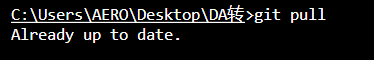 C:\Users\AERO\Desktop\DA转>git pull
Already up to date.